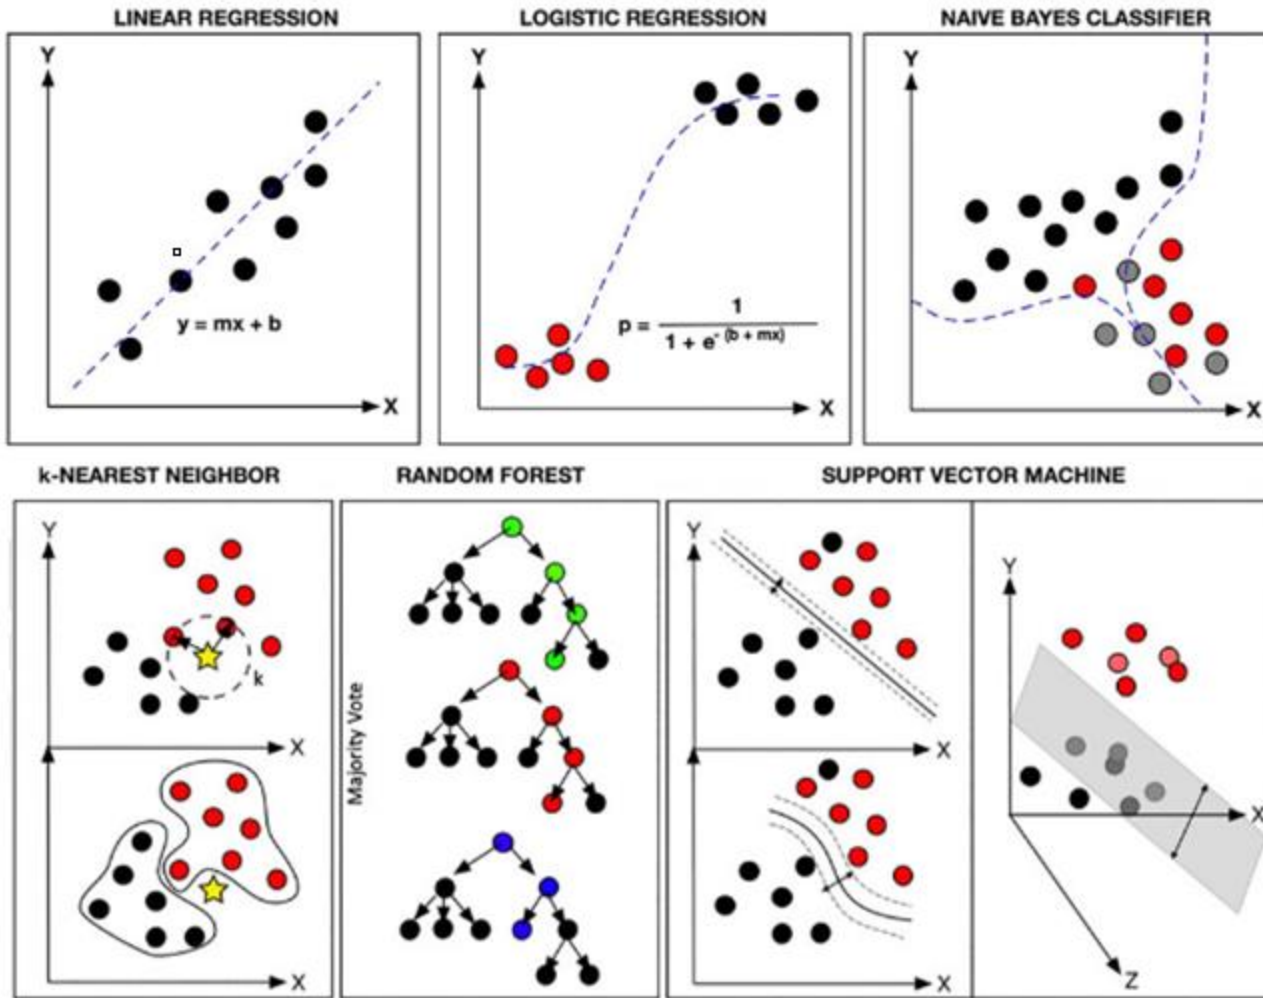 LINEAR REGRESSION
LOGISTIC REGRESSION
NAIVE BAYES CLASSIFIER
Y
y = mx + b
X
Y
p = 1 / 1 + e^- (b + mx)
X
Y
X
k-NEAREST NEIGHBOR
RANDOM FOREST
SUPPORT VECTOR MACHINE
Y
k
X
X
Majority Vote
Y
X
X
Y
X
Z